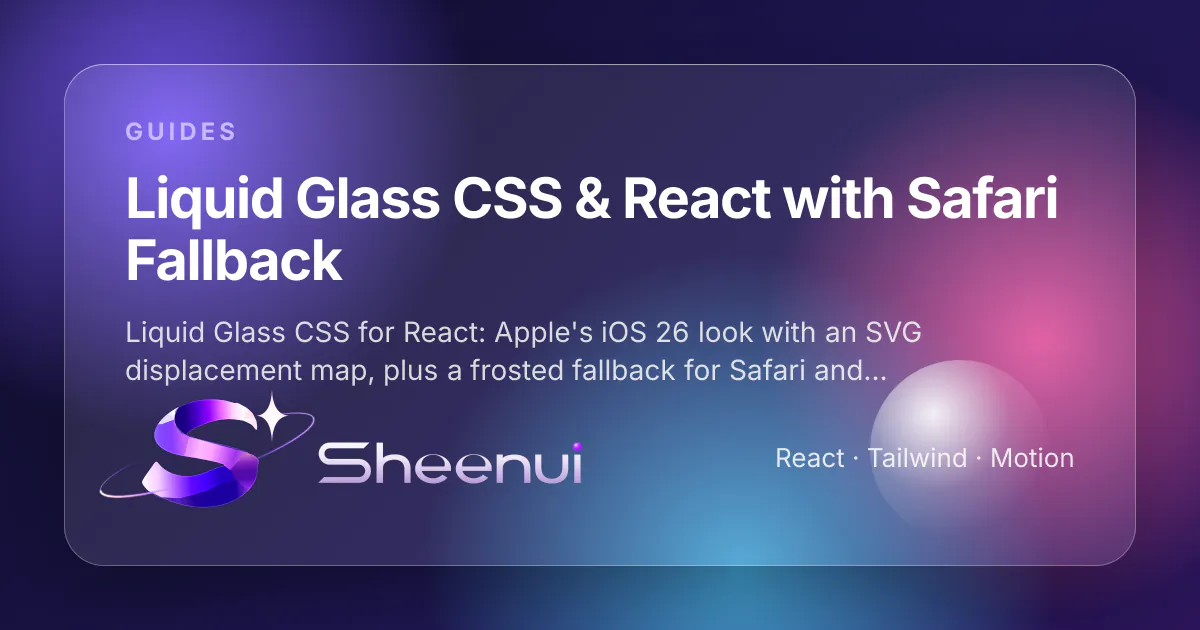 GUIDES
Liquid Glass CSS & React with Safari
Fallback
Liquid Glass CSS for React: Apple's iOS 26 look with an SVG
displacement map, plus a frosted fallback for Safari and...
Sheenui
React · Tailwind · Motion